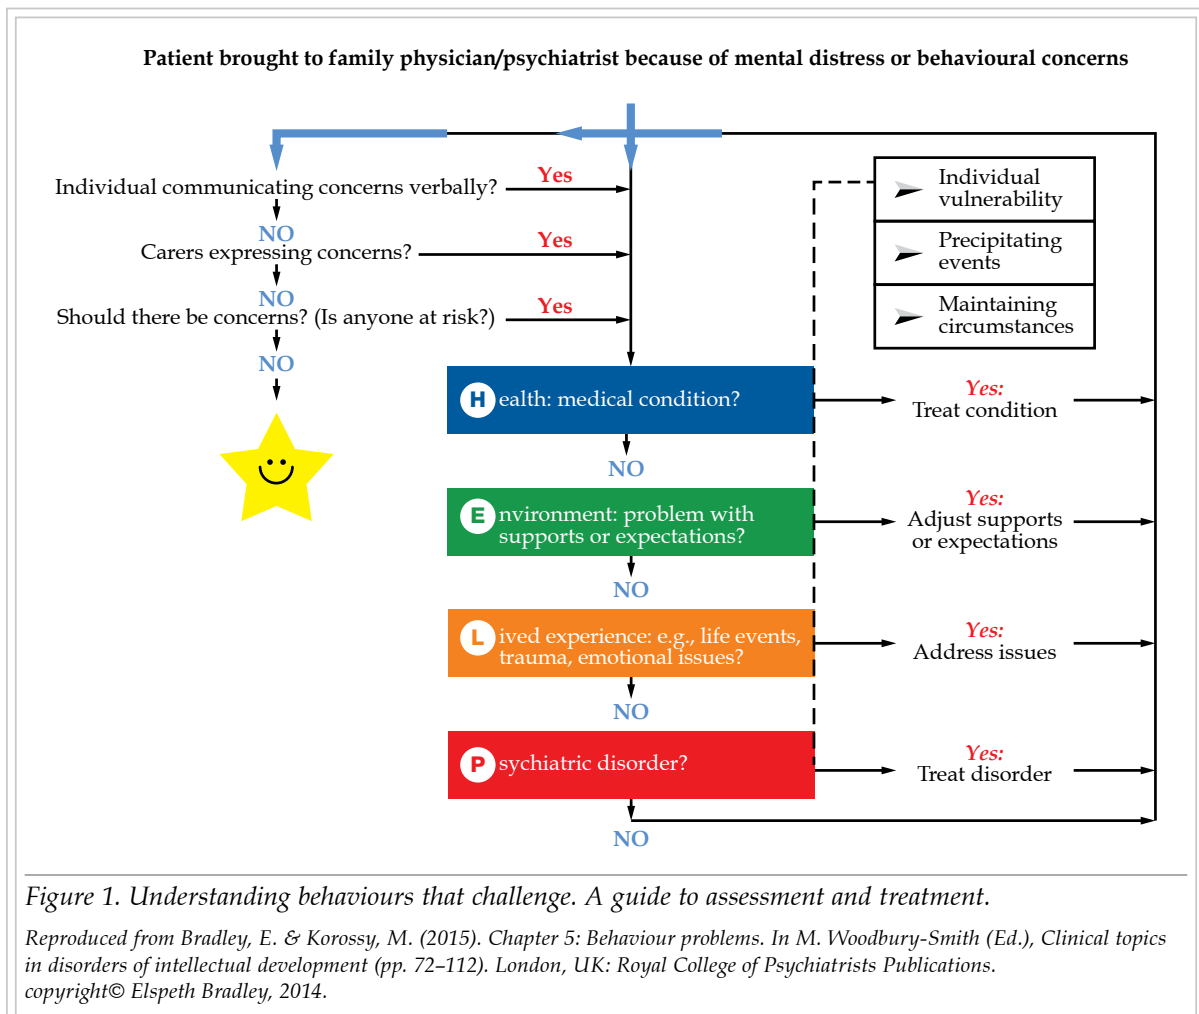 Patient brought to family physician/psychiatrist because of mental distress or behavioural concerns
Individual communicating concerns verbally?
Yes
NO
Carers expressing concerns?
Yes
NO
Should there be concerns? (Is anyone at risk?)
Yes
NO
Individual
vulnerability
Precipitating
events
Maintaining
circumstances
Health: medical condition?
Yes:
Treat condition
NO
Environment: problem with
supports or expectations?
Yes:
Adjust supports
or expectations
NO
Lived experience: e.g., life events,
trauma, emotional issues?
Yes:
Address issues
NO
Psychiatric disorder?
Yes:
Treat disorder
NO
Figure 1. Understanding behaviours that challenge. A guide to assessment and treatment.
Reproduced from Bradley, E. & Korossy, M. (2015). Chapter 5: Behaviour problems. In M. Woodbury-Smith (Ed.), Clinical topics
in disorders of intellectual development (pp. 72–112). London, UK: Royal College of Psychiatrists Publications.
copyright© Elspeth Bradley, 2014.